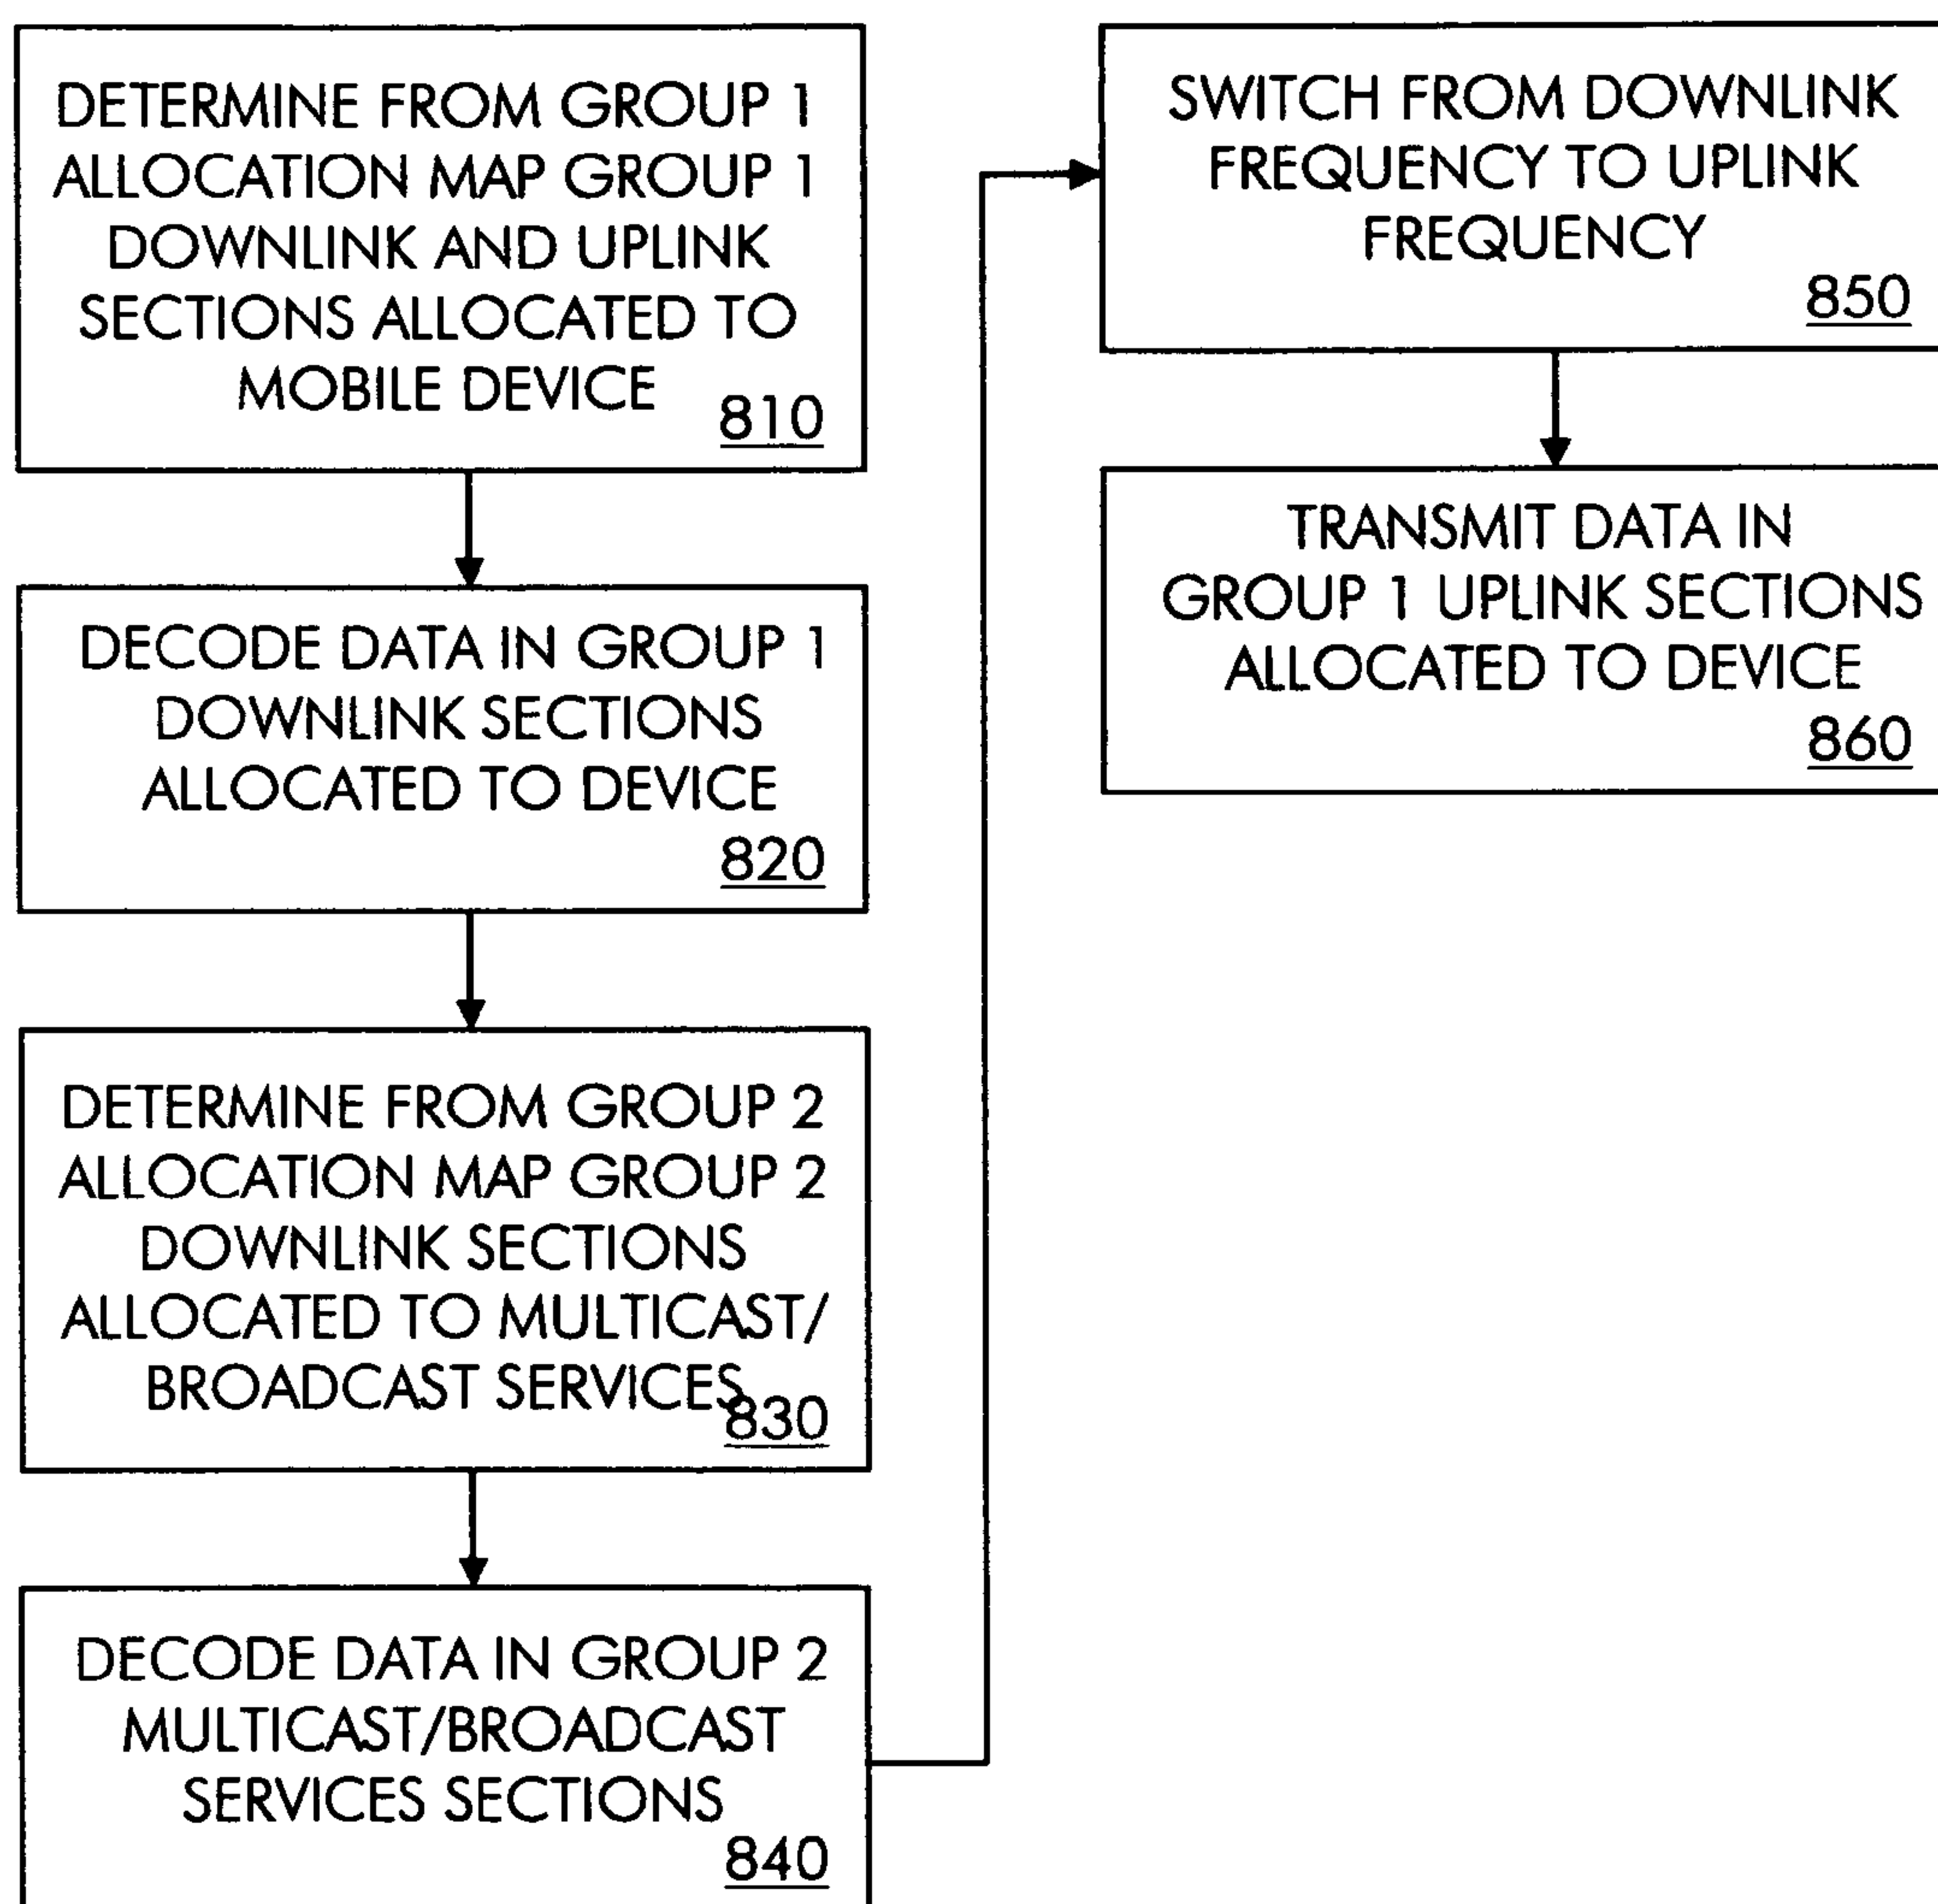 DETERMINE FROM GROUP 1
ALLOCATION MAP GROUP 1
DOWNLINK AND UPLINK
SECTIONS ALLOCATED TO
MOBILE DEVICE
810
DECODE DATA IN GROUP 1
DOWNLINK SECTIONS
ALLOCATED TO DEVICE
820
DETERMINE FROM GROUP 2
ALLOCATION MAP GROUP 2
DOWNLINK SECTIONS
ALLOCATED TO MULTICAST/
BROADCAST SERVICES
830
DECODE DATA IN GROUP 2
MULTICAST/BROADCAST
SERVICES SECTIONS
840
SWITCH FROM DOWNLINK
FREQUENCY TO UPLINK
FREQUENCY
850
TRANSMIT DATA IN
GROUP 1 UPLINK SECTIONS
ALLOCATED TO DEVICE
860